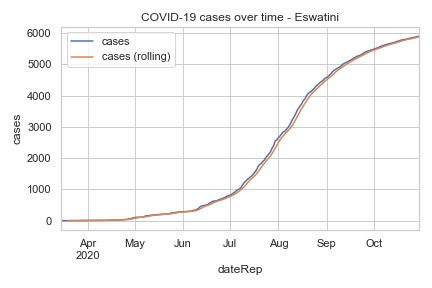 COVID-19 cases over time - Eswatini
cases
cases (rolling)
6000
5000
4000
3000
2000
1000
0
cases
Apr
2020
May
Jun
Jul
Aug
Sep
Oct
dateRep